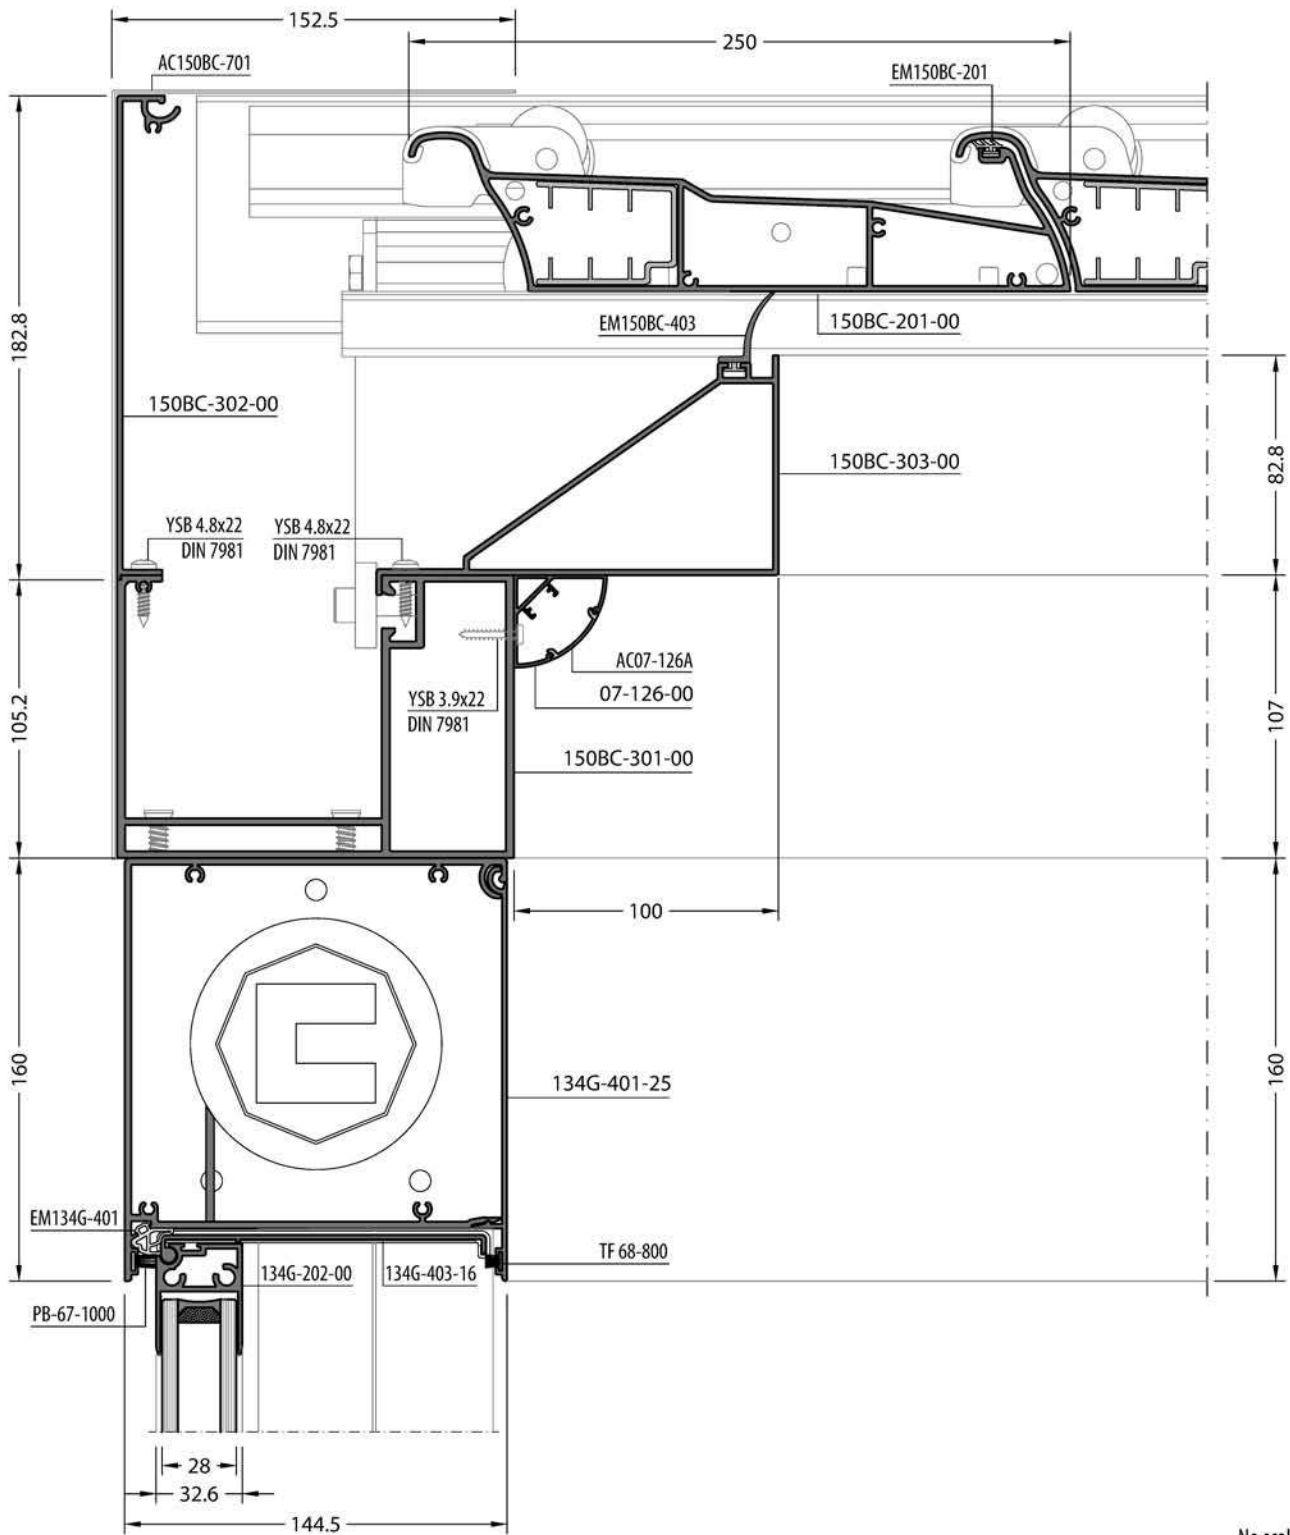 152.5
250
AC150BC-701
EM150BC-201
182.8
EM150BC-403
150BC-201-00
150BC-302-00
150BC-303-00
82.8
YSB 4.8x22
DIN 7981
YSB 4.8x22
DIN 7981
105.2
AC07-126A
07-126-00
YSB 3.9x22
DIN 7981
107
150BC-301-00
100
E
160
134G-401-25
160
EM134G-401
TF 68-800
134G-202-00
134G-403-16
PB-67-1000
28
32.6
144.5